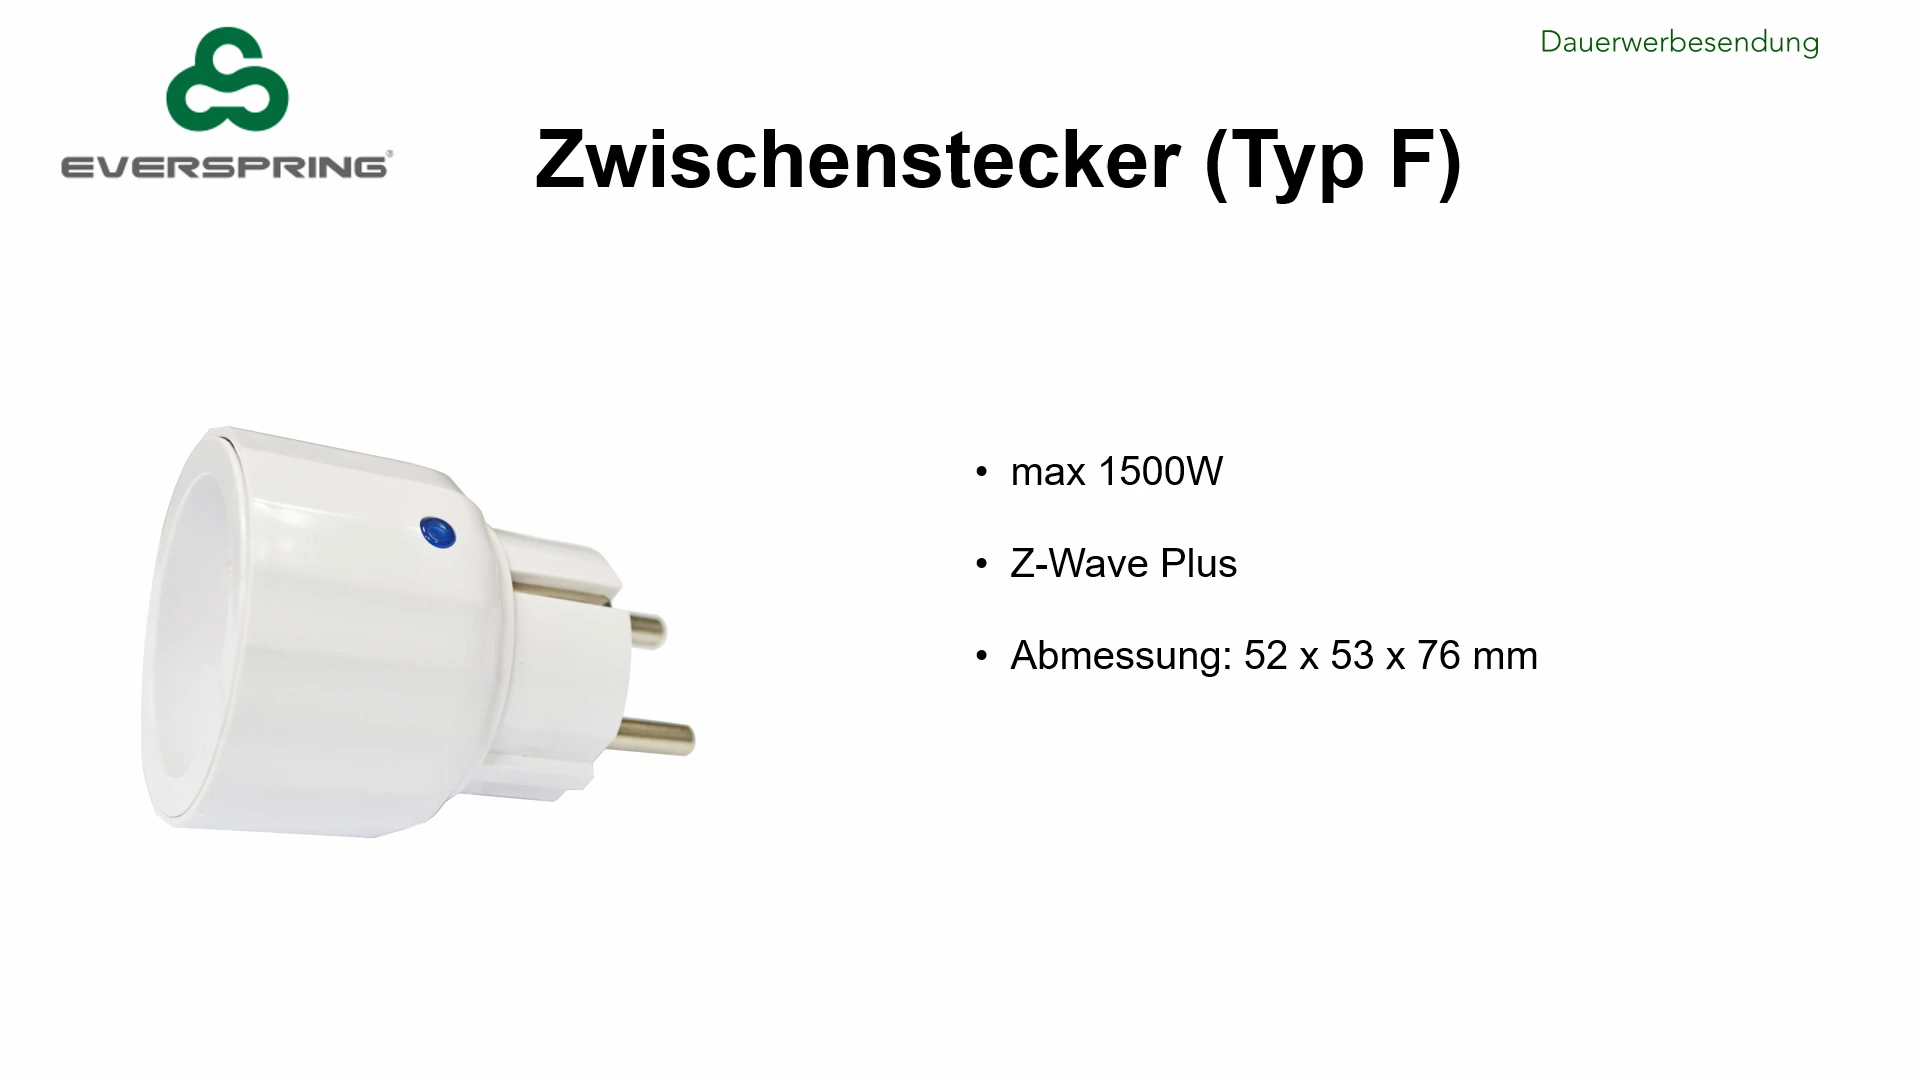 Dauerwerbesendung
EVERSPRING®
Zwischenstecker (Typ F)
• max 1500W
• Z-Wave Plus
• Abmessung: 52 x 53 x 76 mm